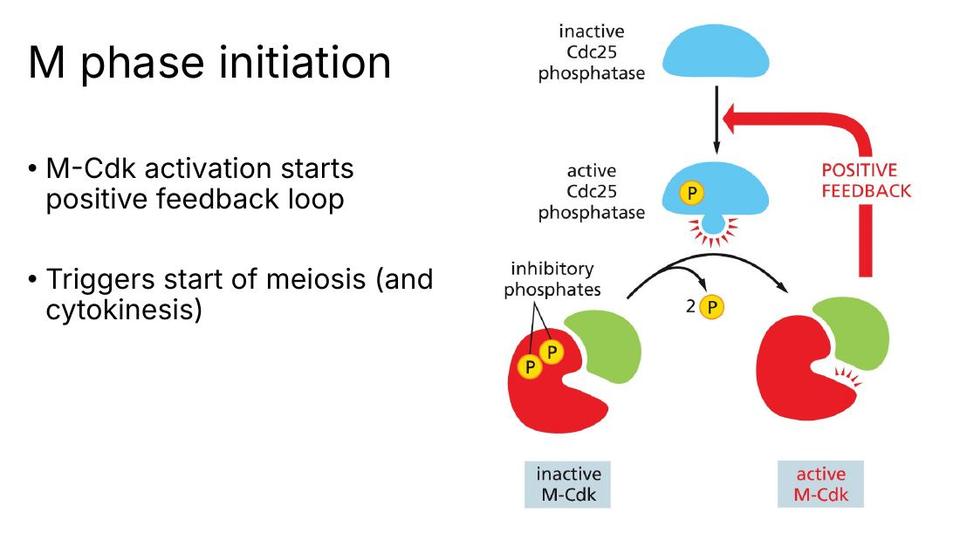 M phase initiation
• M-Cdk activation starts
positive feedback loop
• Triggers start of meiosis (and
cytokinesis)
inactive
Cdc25
phosphatase
POSITIVE
FEEDBACK
active
Cdc25
phosphatase
P
inhibitory
phosphates
2 P
P
P
inactive
M-Cdk
active
M-Cdk